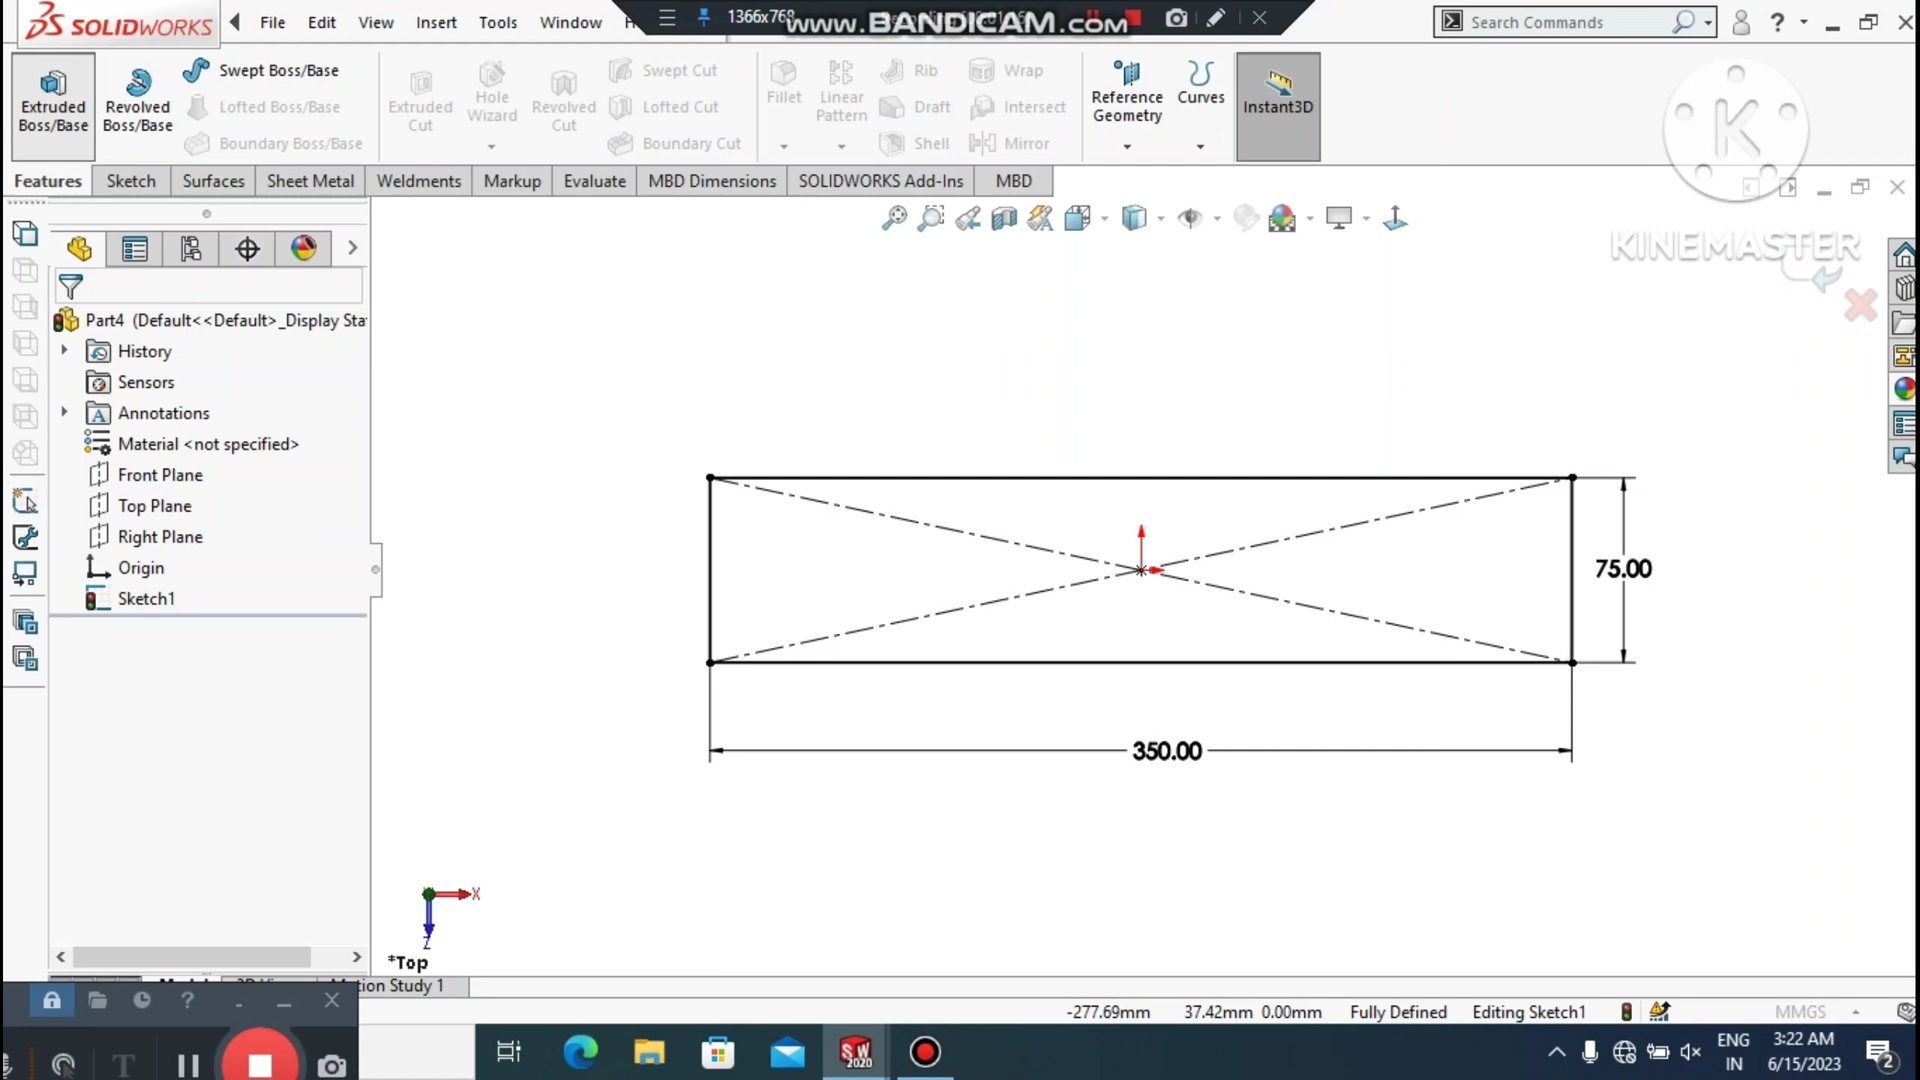 SOLIDWORKS File Edit View Insert Tools Window 1366x768 www.BANDICAM.com Search Commands
Extruded Boss/Base
Revolved Boss/Base
Swept Boss/Base
Lofted Boss/Base
Boundary Boss/Base
Extruded Cut
Hole Wizard
Revolved Cut
Swept Cut
Lofted Cut
Boundary Cut
Fillet
Linear Pattern
Rib
Draft
Shell
Wrap
Intersect
Mirror
Reference Geometry
Curves
Instant3D
K
KINEMASTER
Features Sketch Surfaces Sheet Metal Weldments Markup Evaluate MBD Dimensions SOLIDWORKS Add-Ins MBD
Part4 (Default<<Default>_Display Sta
History
Sensors
Annotations
Material <not specified>
Front Plane
Top Plane
Right Plane
Origin
Sketch1
75.00
350.00
X
Z
*Top
Motion Study 1
-277.69mm 37.42mm 0.00mm Fully Defined Editing Sketch1 MMGS
SW 2020
ENG
IN
3:22 AM
6/15/2023
2